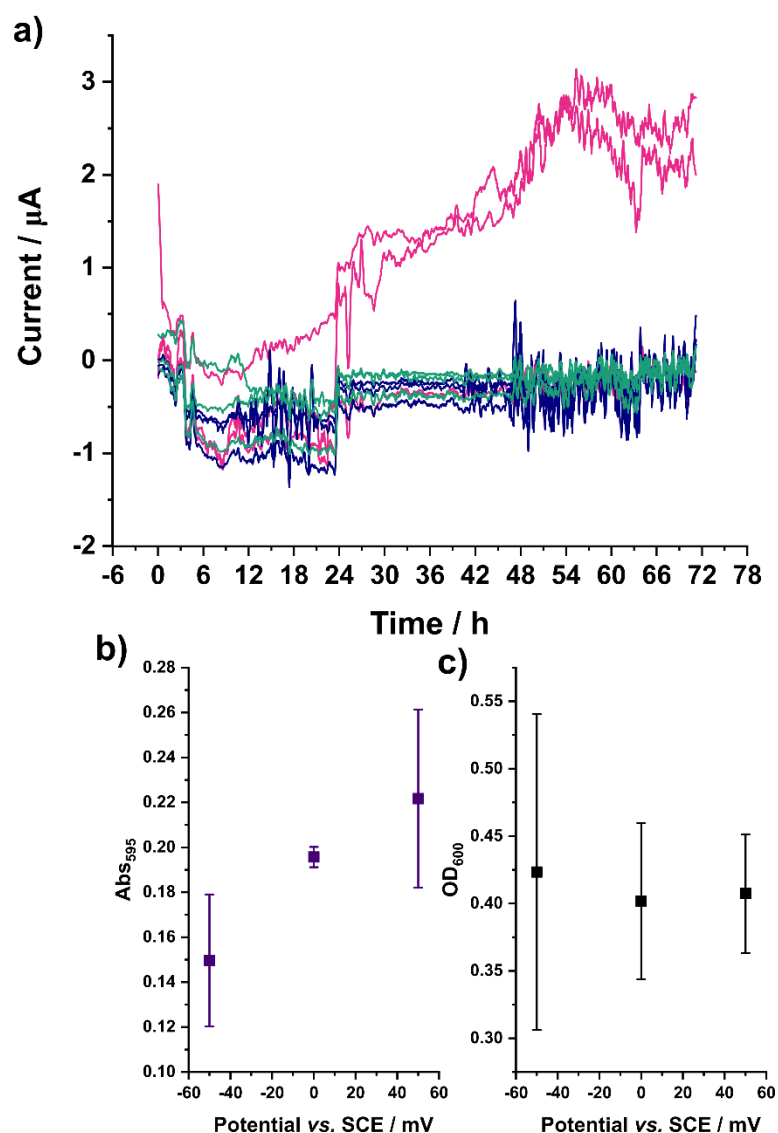 a)
Current / µA
3
2
1
0
-1
-2
-6 0 6 12 18 24 30 36 42 48 54 60 66 72 78
Time / h
b)
Abs595
0.28
0.26
0.24
0.22
0.20
0.18
0.16
0.14
0.12
0.10
-60 -40 -20 0 20 40 60
Potential vs. SCE / mV
c)
OD600
0.55
0.50
0.45
0.40
0.35
0.30
-60 -40 -20 0 20 40 60
Potential vs. SCE / mV